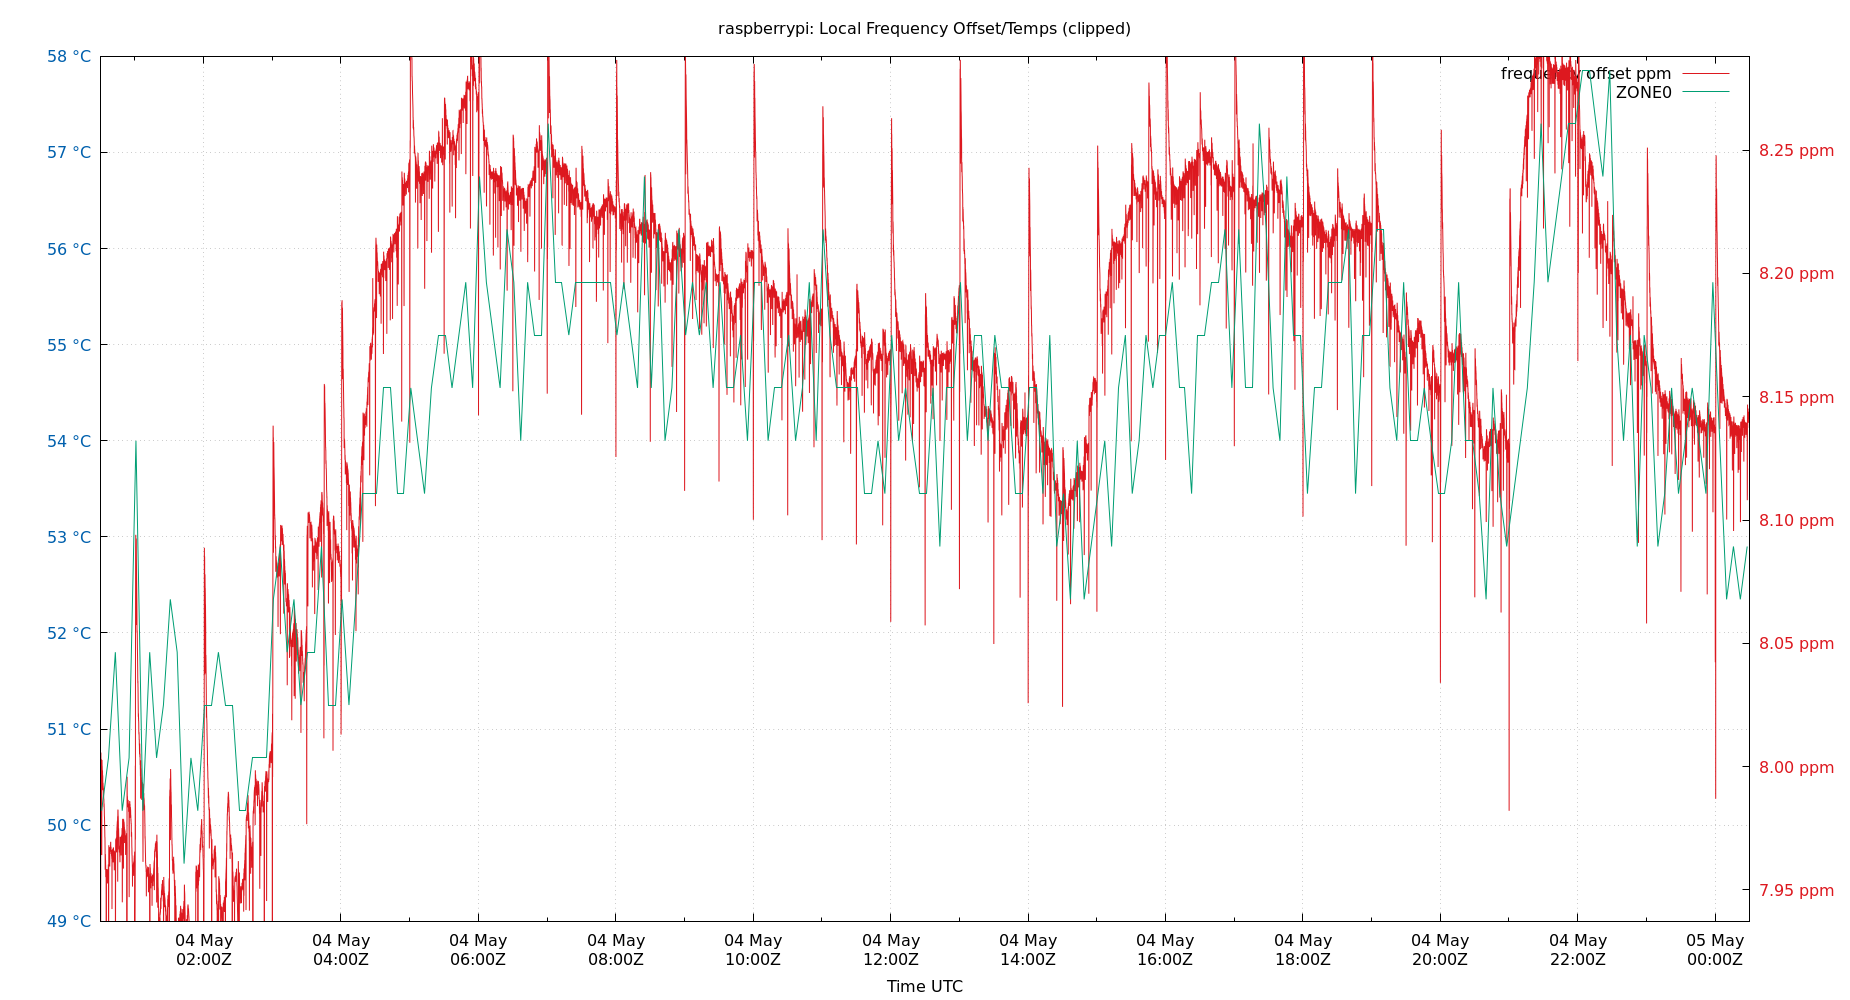 raspberrypi: Local Frequency Offset/Temps (clipped)
58 °C
57 °C
56 °C
55 °C
54 °C
53 °C
52 °C
51 °C
50 °C
49 °C
frequency offset ppm
ZONE0
8.25 ppm
8.20 ppm
8.15 ppm
8.10 ppm
8.05 ppm
8.00 ppm
7.95 ppm
04 May 04 May 04 May 04 May 04 May 04 May 04 May 04 May 04 May 04 May 04 May 05 May
02:00Z 04:00Z 06:00Z 08:00Z 10:00Z 12:00Z 14:00Z 16:00Z 18:00Z 20:00Z 22:00Z 00:00Z
Time UTC